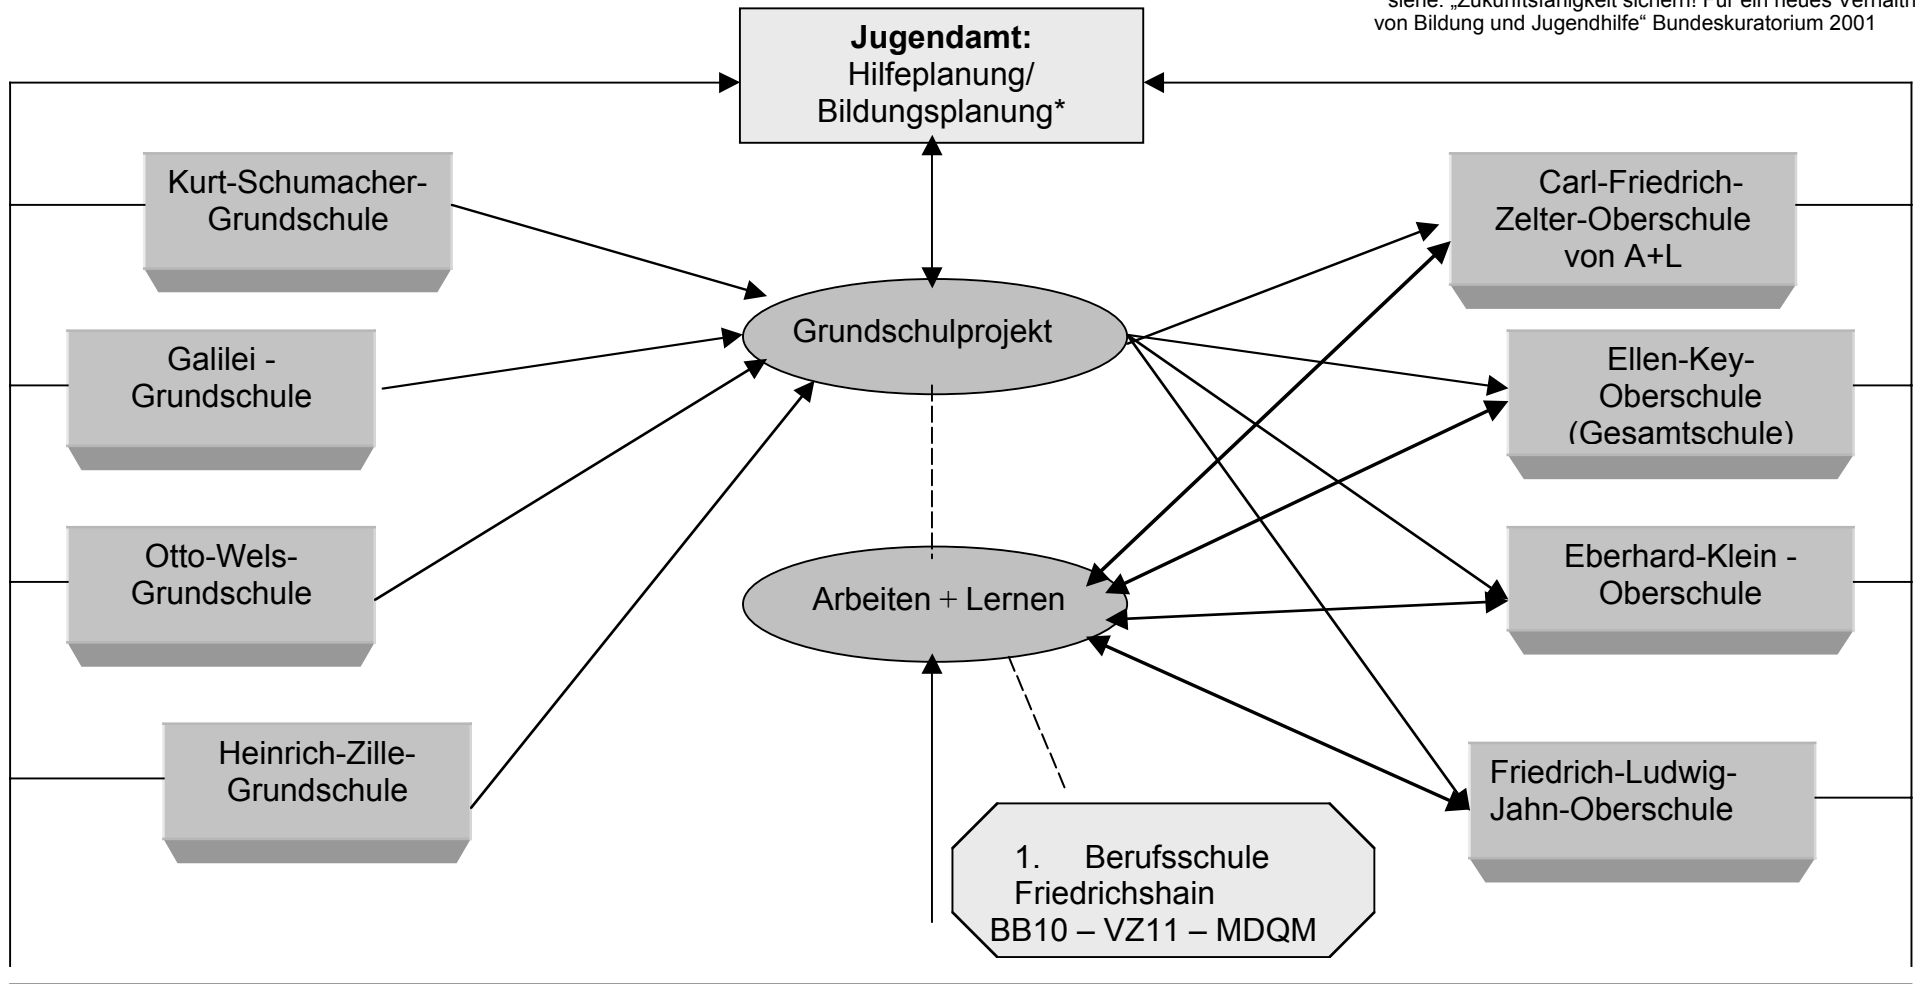 siehe: „Zukunftsfähigkeit sichern! Für ein neues
von Bildung und Jugendhilfe“ Bundeskuratorium 2001
Jugendamt:
Hilfeplanung/
Bildungsplanung*
Kurt-Schumacher-
Grundschule
Galilei -
Grundschule
Otto-Wels-
Grundschule
Heinrich-Zille-
Grundschule
Grundschulprojekt
Arbeiten + Lernen
1. Berufsschule
Friedrichshain
BB10 – VZ11 – MDQM
Carl-Friedrich-
Zelter-Oberschule
von A+L
Ellen-Key-
Oberschule
(Gesamtschule)
Eberhard-Klein -
Oberschule
Friedrich-Ludwig-
Jahn-Oberschule